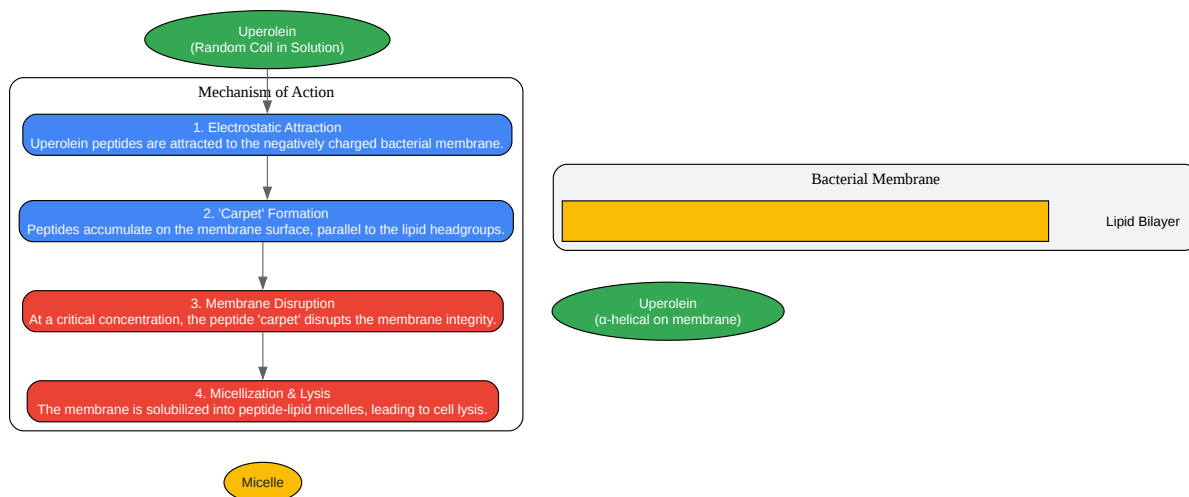 Uperolein
(Random Coil in Solution)
Mechanism of Action
1. Electrostatic Attraction
Uperolein peptides are attracted to the negatively charged bacterial membrane.
2. 'Carpet' Formation
Peptides accumulate on the membrane surface, parallel to the lipid headgroups.
3. Membrane Disruption
At a critical concentration, the peptide 'carpet' disrupts the membrane integrity.
4. Micellization & Lysis
The membrane is solubilized into peptide-lipid micelles, leading to cell lysis.
Micelle
Bacterial Membrane
Lipid Bilayer
Uperolein
(α-helical on membrane)